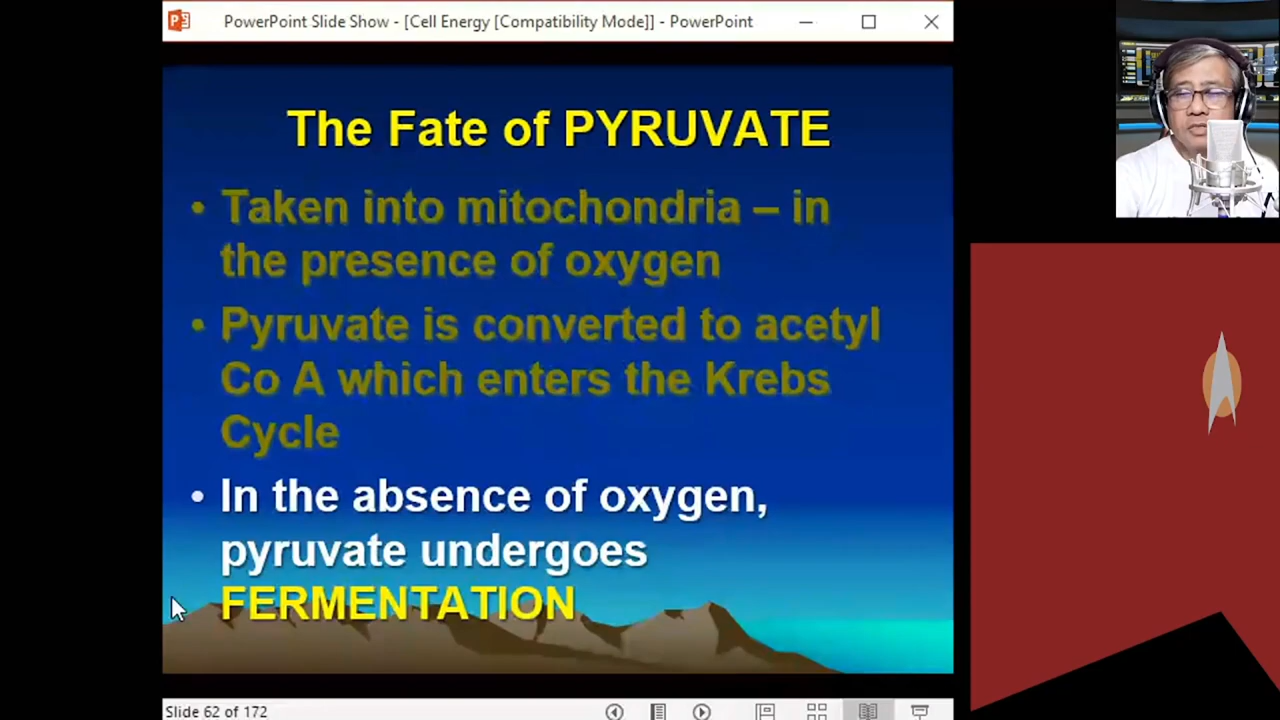 PowerPoint Slide Show - [Cell Energy [Compatibility Mode]] - PowerPoint
The Fate of PYRUVATE
• Taken into mitochondria – in
the presence of oxygen
• Pyruvate is converted to acetyl
Co A which enters the Krebs
Cycle
• In the absence of oxygen,
pyruvate undergoes
FERMENTATION
Slide 62 of 172